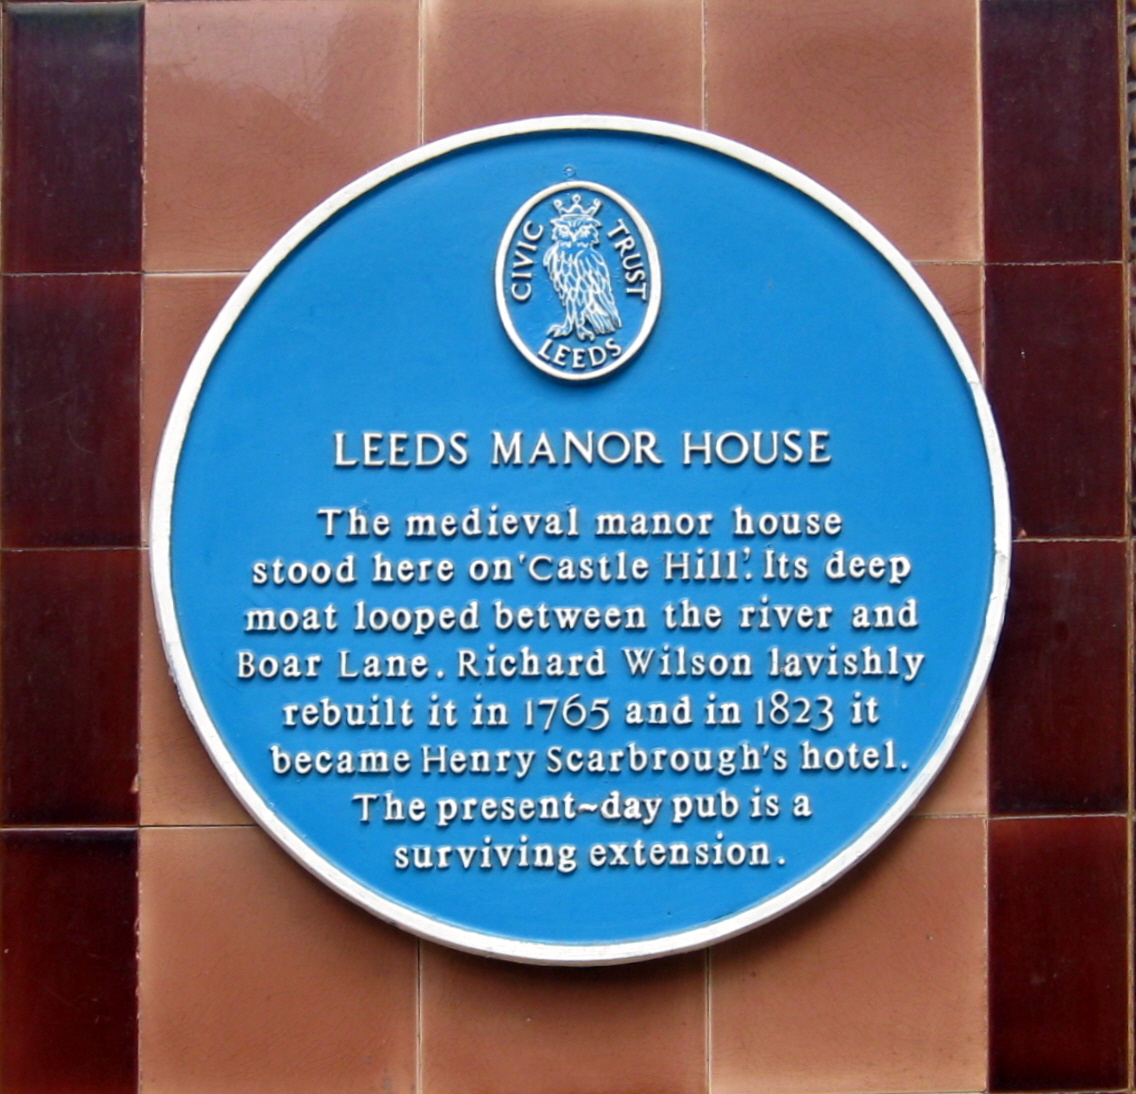 CIVIC TRUST
LEEDS
LEEDS MANOR HOUSE
The medieval manor house
stood here on 'Castle Hill'. Its deep
moat looped between the river and
Boar Lane. Richard Wilson lavishly
rebuilt it in 1765 and in 1823 it
became Henry Scarbrough's hotel.
The present~day pub is a
surviving extension.